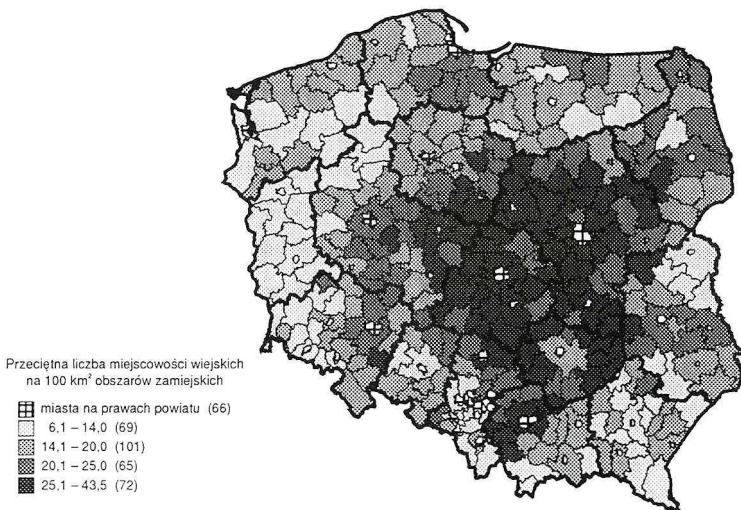 Przeciętna liczba miejscowości wiejskich
na 100 km² obszarów zamiejskich
miasta na prawach powiatu (66)
6,1 – 14,0 (69)
14,1 – 20,0 (101)
20,1 – 25,0 (65)
25,1 – 43,5 (72)